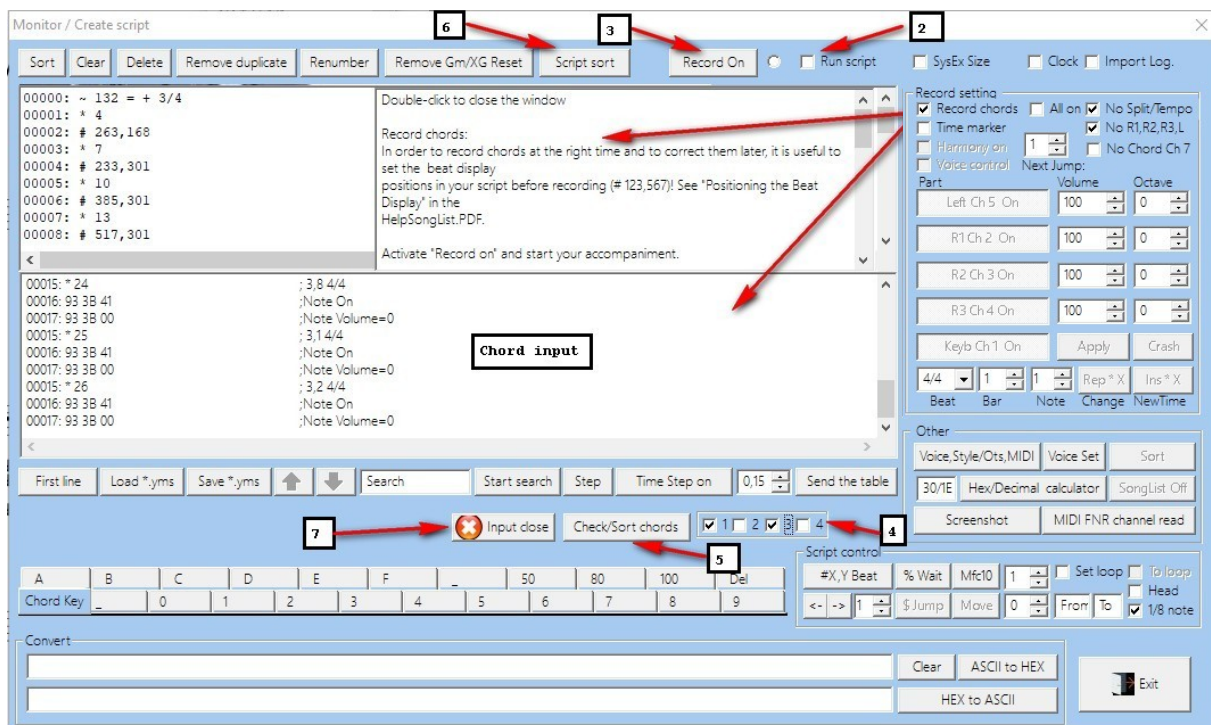 Monitor / Create script
6
3
2
Sort Clear Delete Remove duplicate Renumber Remove Gm/XG Reset Script sort Record On Run script SysEx Size Clock Import Log.
00000: ~ 132 = + 3/4
00001: * 4
00002: # 263,168
00003: * 7
00004: # 233,301
00005: * 10
00006: # 385,301
00007: * 13
00008: # 517,301
Double-click to close the window
Record chords:
In order to record chords at the right time and to correct them later, it is useful to
set the beat display
positions in your script before recording (# 123,567)! See "Positioning the Beat
Display" in the
HelpSongList.PDF.
Activate "Record on" and start your accompaniment.
Record setting
Record chords All on No Split/Tempo
Time marker No R1,R2,R3,L
Harmony on 1 No Chord Ch 7
Voice control Next Jump:
Part Volume Octave
Left Ch 5 On 100 0
R1 Ch 2 On 100 0
R2 Ch 3 On 100 0
R3 Ch 4 On 100 0
Keyb Ch 1 On Apply Crash
4/4 1 1 Rep * X Ins * X
Beat Bar Note Change NewTime
00015: * 24 ; 3,8 4/4
00016: 93 3B 41 ;Note On
00017: 93 3B 00 ;Note Volume=0
00015: * 25 ; 3,1 4/4
00016: 93 3B 41 ;Note On
00017: 93 3B 00 ;Note Volume=0
00015: * 26 ; 3,2 4/4
00016: 93 3B 41 ;Note On
00017: 93 3B 00 ;Note Volume=0
Chord input
Other
Voice,Style/Ots,MIDI Voice Set Sort
30/1E Hex/Decimal calculator SongList Off
Screenshot MIDI FNR channel read
First line Load *.yms Save *.yms Search Start search Step Time Step on 0,15 Send the table
7
Input close Check/Sort chords 1 2 3 4
4
5
A B C D E F _ 50 80 100 Del
Chord Key _ 0 1 2 3 4 5 6 7 8 9
Script control
#X,Y Beat % Wait Mfc10 1 Set loop To loop
Head
<- -> 1 $ Jump Move 0 From To 1/8 note
Convert
Clear ASCII to HEX
HEX to ASCII
Exit